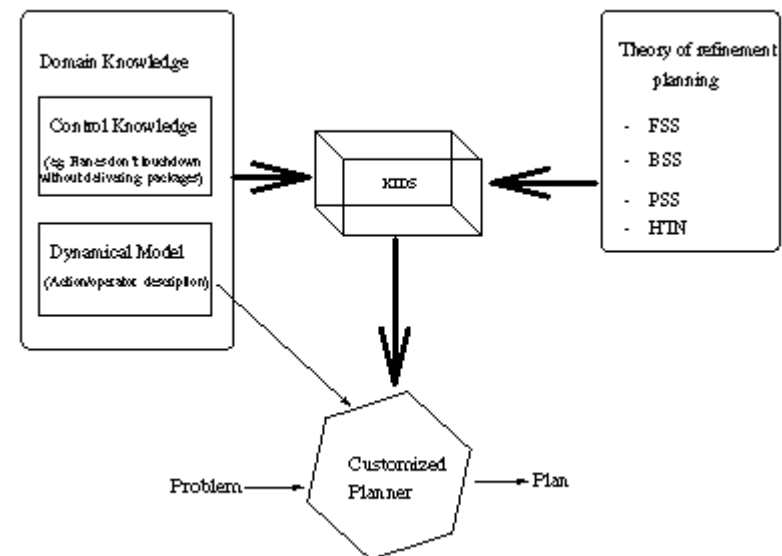 Domain Knowledge
Control Knowledge
(eg. Planes don't touchdown
without delivering packages)
Dynamical Model
(Action/operator description)
KIDS
Theory of refinement
planning
- FSS
- BSS
- PSS
- HTN
Problem
Customized
Planner
Plan